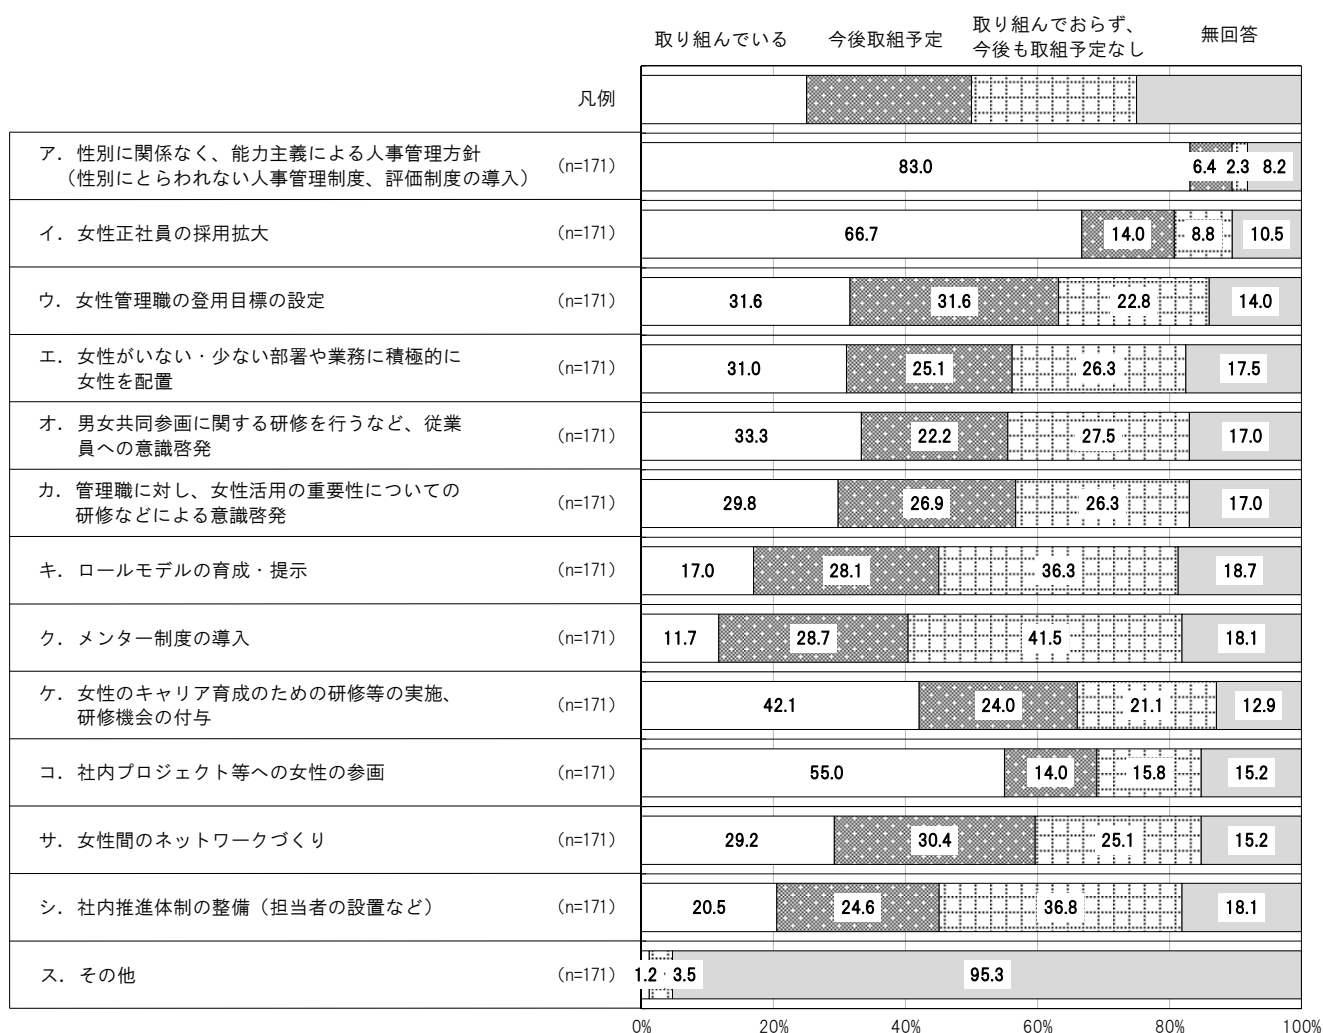 取り組んでいる 今後取組予定 取り組んでおらず、 無回答
今後も取組予定なし
凡例
ア．性別に関係なく、能力主義による人事管理方針
（性別にとらわれない人事管理制度、評価制度の導入）
(n=171) 83.0 6.4 2.3 8.2
イ．女性正社員の採用拡大 (n=171) 66.7 14.0 8.8 10.5
ウ．女性管理職の登用目標の設定 (n=171) 31.6 31.6 22.8 14.0
エ．女性がいない・少ない部署や業務に積極的に
女性を配置
(n=171) 31.0 25.1 26.3 17.5
オ．男女共同参画に関する研修を行うなど、従業
員への意識啓発
(n=171) 33.3 22.2 27.5 17.0
カ．管理職に対し、女性活用の重要性についての
研修などによる意識啓発
(n=171) 29.8 26.9 26.3 17.0
キ．ロールモデルの育成・提示 (n=171) 17.0 28.1 36.3 18.7
ク．メンター制度の導入 (n=171) 11.7 28.7 41.5 18.1
ケ．女性のキャリア育成のための研修等の実施、
研修機会の付与
(n=171) 42.1 24.0 21.1 12.9
コ．社内プロジェクト等への女性の参画 (n=171) 55.0 14.0 15.8 15.2
サ．女性間のネットワークづくり (n=171) 29.2 30.4 25.1 15.2
シ．社内推進体制の整備（担当者の設置など） (n=171) 20.5 24.6 36.8 18.1
ス．その他 (n=171) 1.2 3.5 95.3
0% 20% 40% 60% 80% 100%